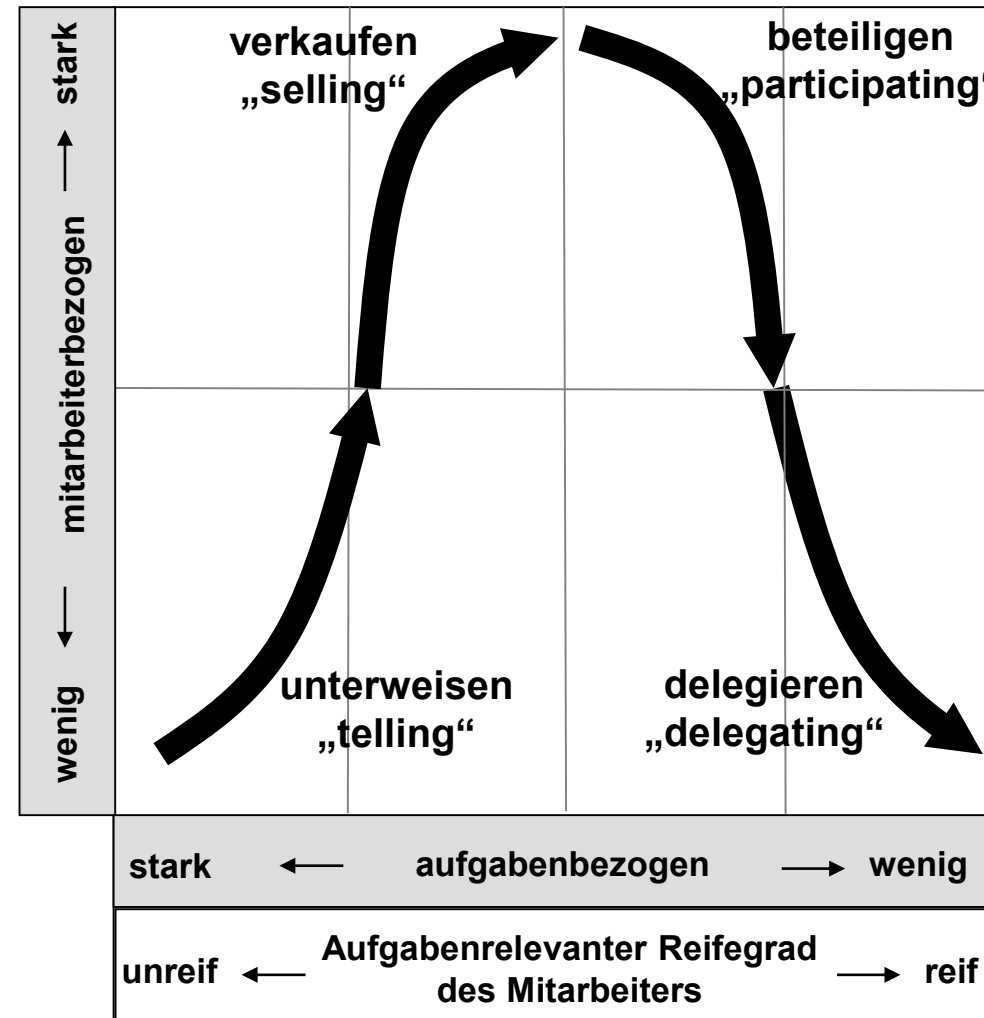 verkaufen
„selling“
beteiligen
„participating“
stark
mitarbeiterbezogen
wenig
unterweisen
„telling“
delegieren
„delegating“
stark
aufgabenbezogen
wenig
unreif
Aufgabenrelevanter Reifegrad
des Mitarbeiters
reif